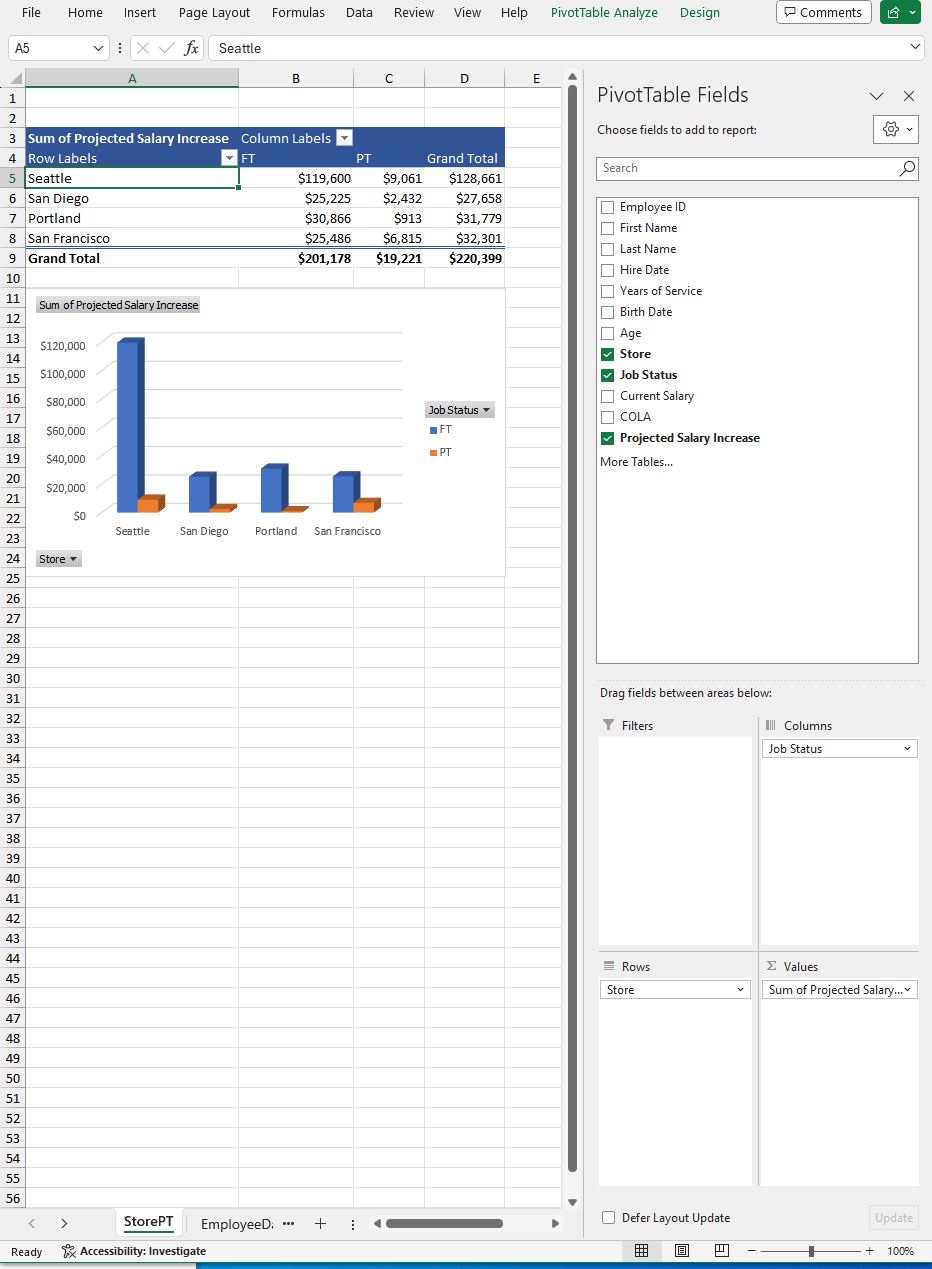 File Home Insert Page Layout Formulas Data Review View Help PivotTable Analyze Design Comments
A5 fx Seattle
A B C D E
1
2
3 Sum of Projected Salary Increase Column Labels
4 Row Labels FT PT Grand Total
5 Seattle $119,600 $9,061 $128,661
6 San Diego $25,225 $2,432 $27,658
7 Portland $30,866 $913 $31,779
8 San Francisco $25,486 $6,815 $32,301
9 Grand Total $201,178 $19,221 $220,399
10
11
12
13
14
15
16
17
18
19
20
21
22
23
24
25
26
27
28
29
30
31
32
33
34
35
36
37
38
39
40
41
42
43
44
45
46
47
48
49
50
51
52
53
54
55
56
Sum of Projected Salary Increase
$120,000
$100,000
$80,000
$60,000
$40,000
$20,000
$0
Seattle San Diego Portland San Francisco
Job Status
FT
PT
Store
StorePT EmployeeDa ...
Ready Accessibility: Investigate 100%
PivotTable Fields
Choose fields to add to report:
Search
Employee ID
First Name
Last Name
Hire Date
Years of Service
Birth Date
Age
Store
Job Status
Current Salary
COLA
Projected Salary Increase
More Tables...
Drag fields between areas below:
Filters
Columns
Job Status
Rows
Store
Σ Values
Sum of Projected Salary...
Defer Layout Update
Update